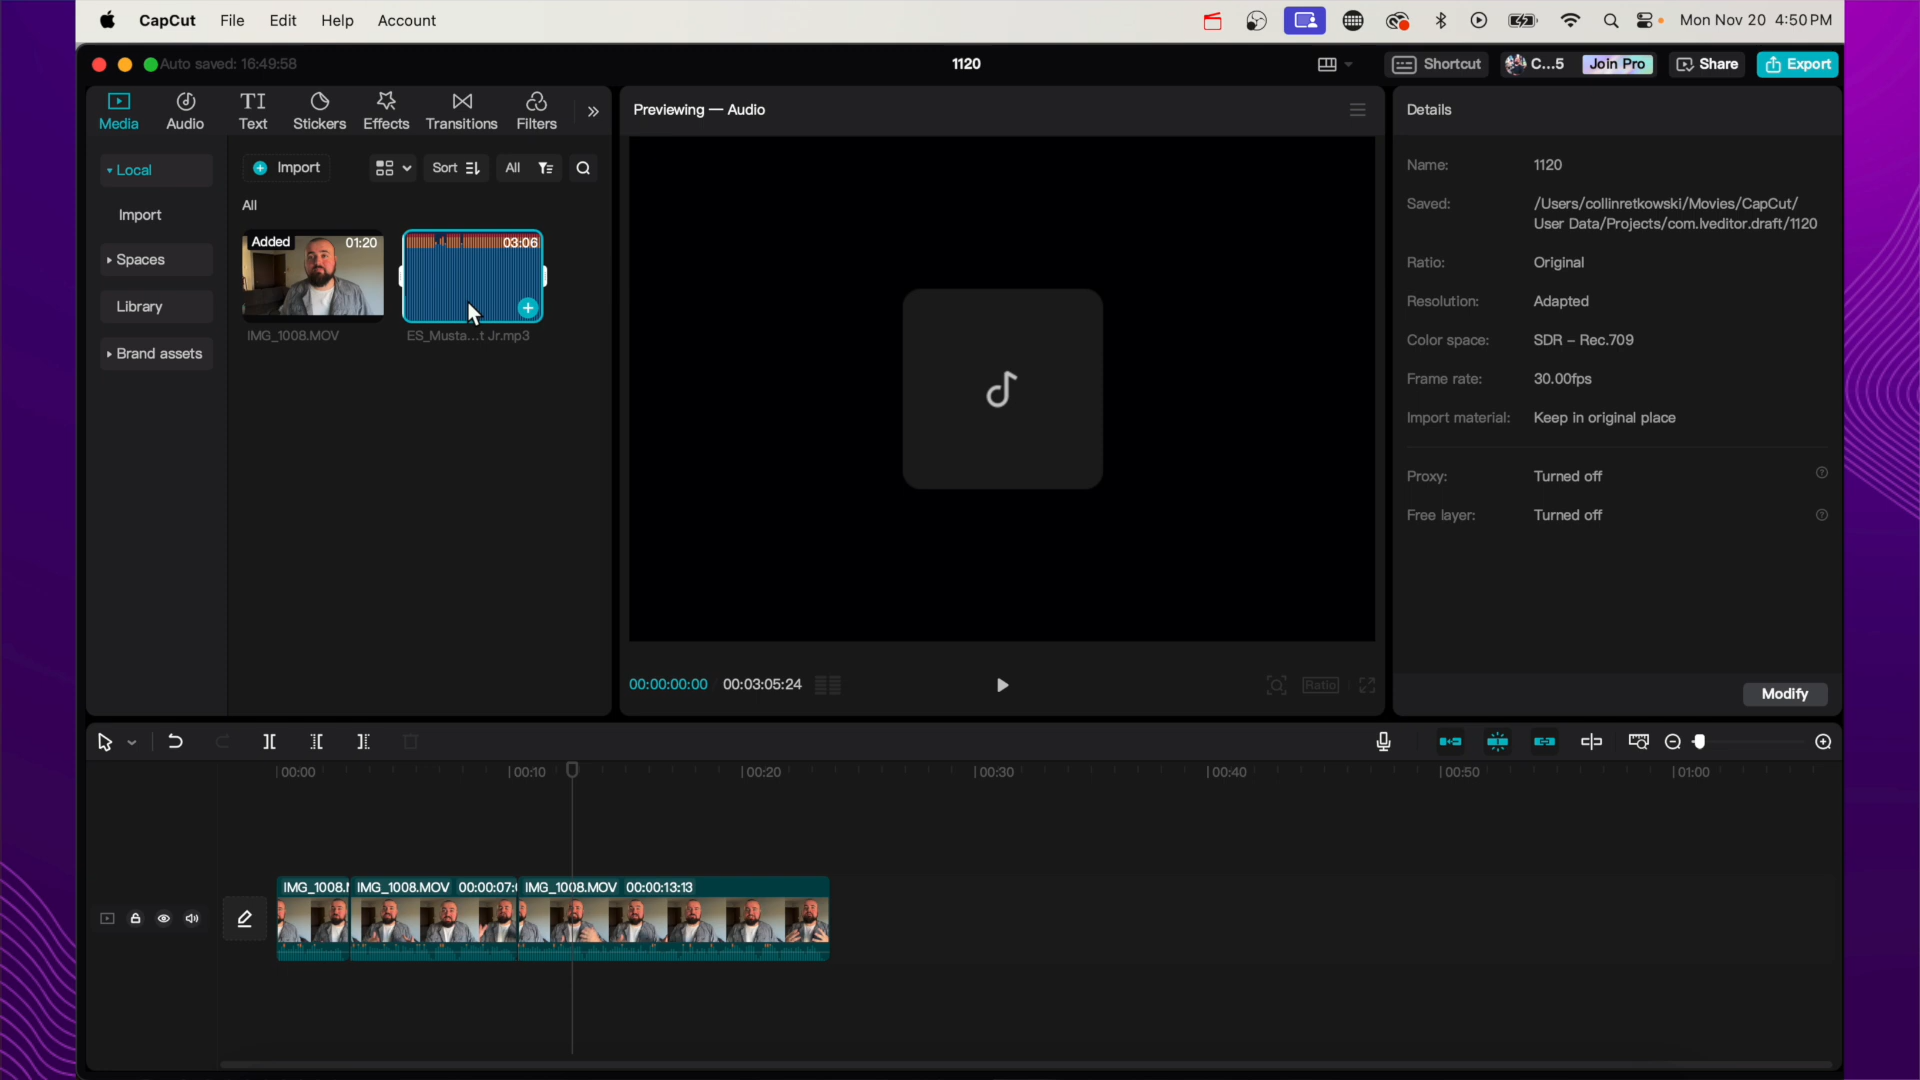 CapCut File Edit Help Account Mon Nov 20 4:50 PM
Auto saved: 16:49:58 1120 Shortcut C...5 Join Pro Share Export
Media Audio TI Text Stickers Effects Transitions Filters
Previewing — Audio
Details
Local
Import
Spaces
Library
Brand assets
Import Sort All
All
Added 01:20
IMG_1008.MOV
03:06
ES_Musta...t Jr.mp3
00:00:00:00 00:03:05:24 Ratio
Name: 1120
Saved: /Users/collinretkowski/Movies/CapCut/
User Data/Projects/com.lveditor.draft/1120
Ratio: Original
Resolution: Adapted
Color space: SDR – Rec.709
Frame rate: 30.00fps
Import material: Keep in original place
Proxy: Turned off
Free layer: Turned off
Modify
00:00 00:10 00:20 00:30 00:40 00:50 01:00
IMG_1008.M IMG_1008.MOV 00:00:07: IMG_1008.MOV 00:00:13:13